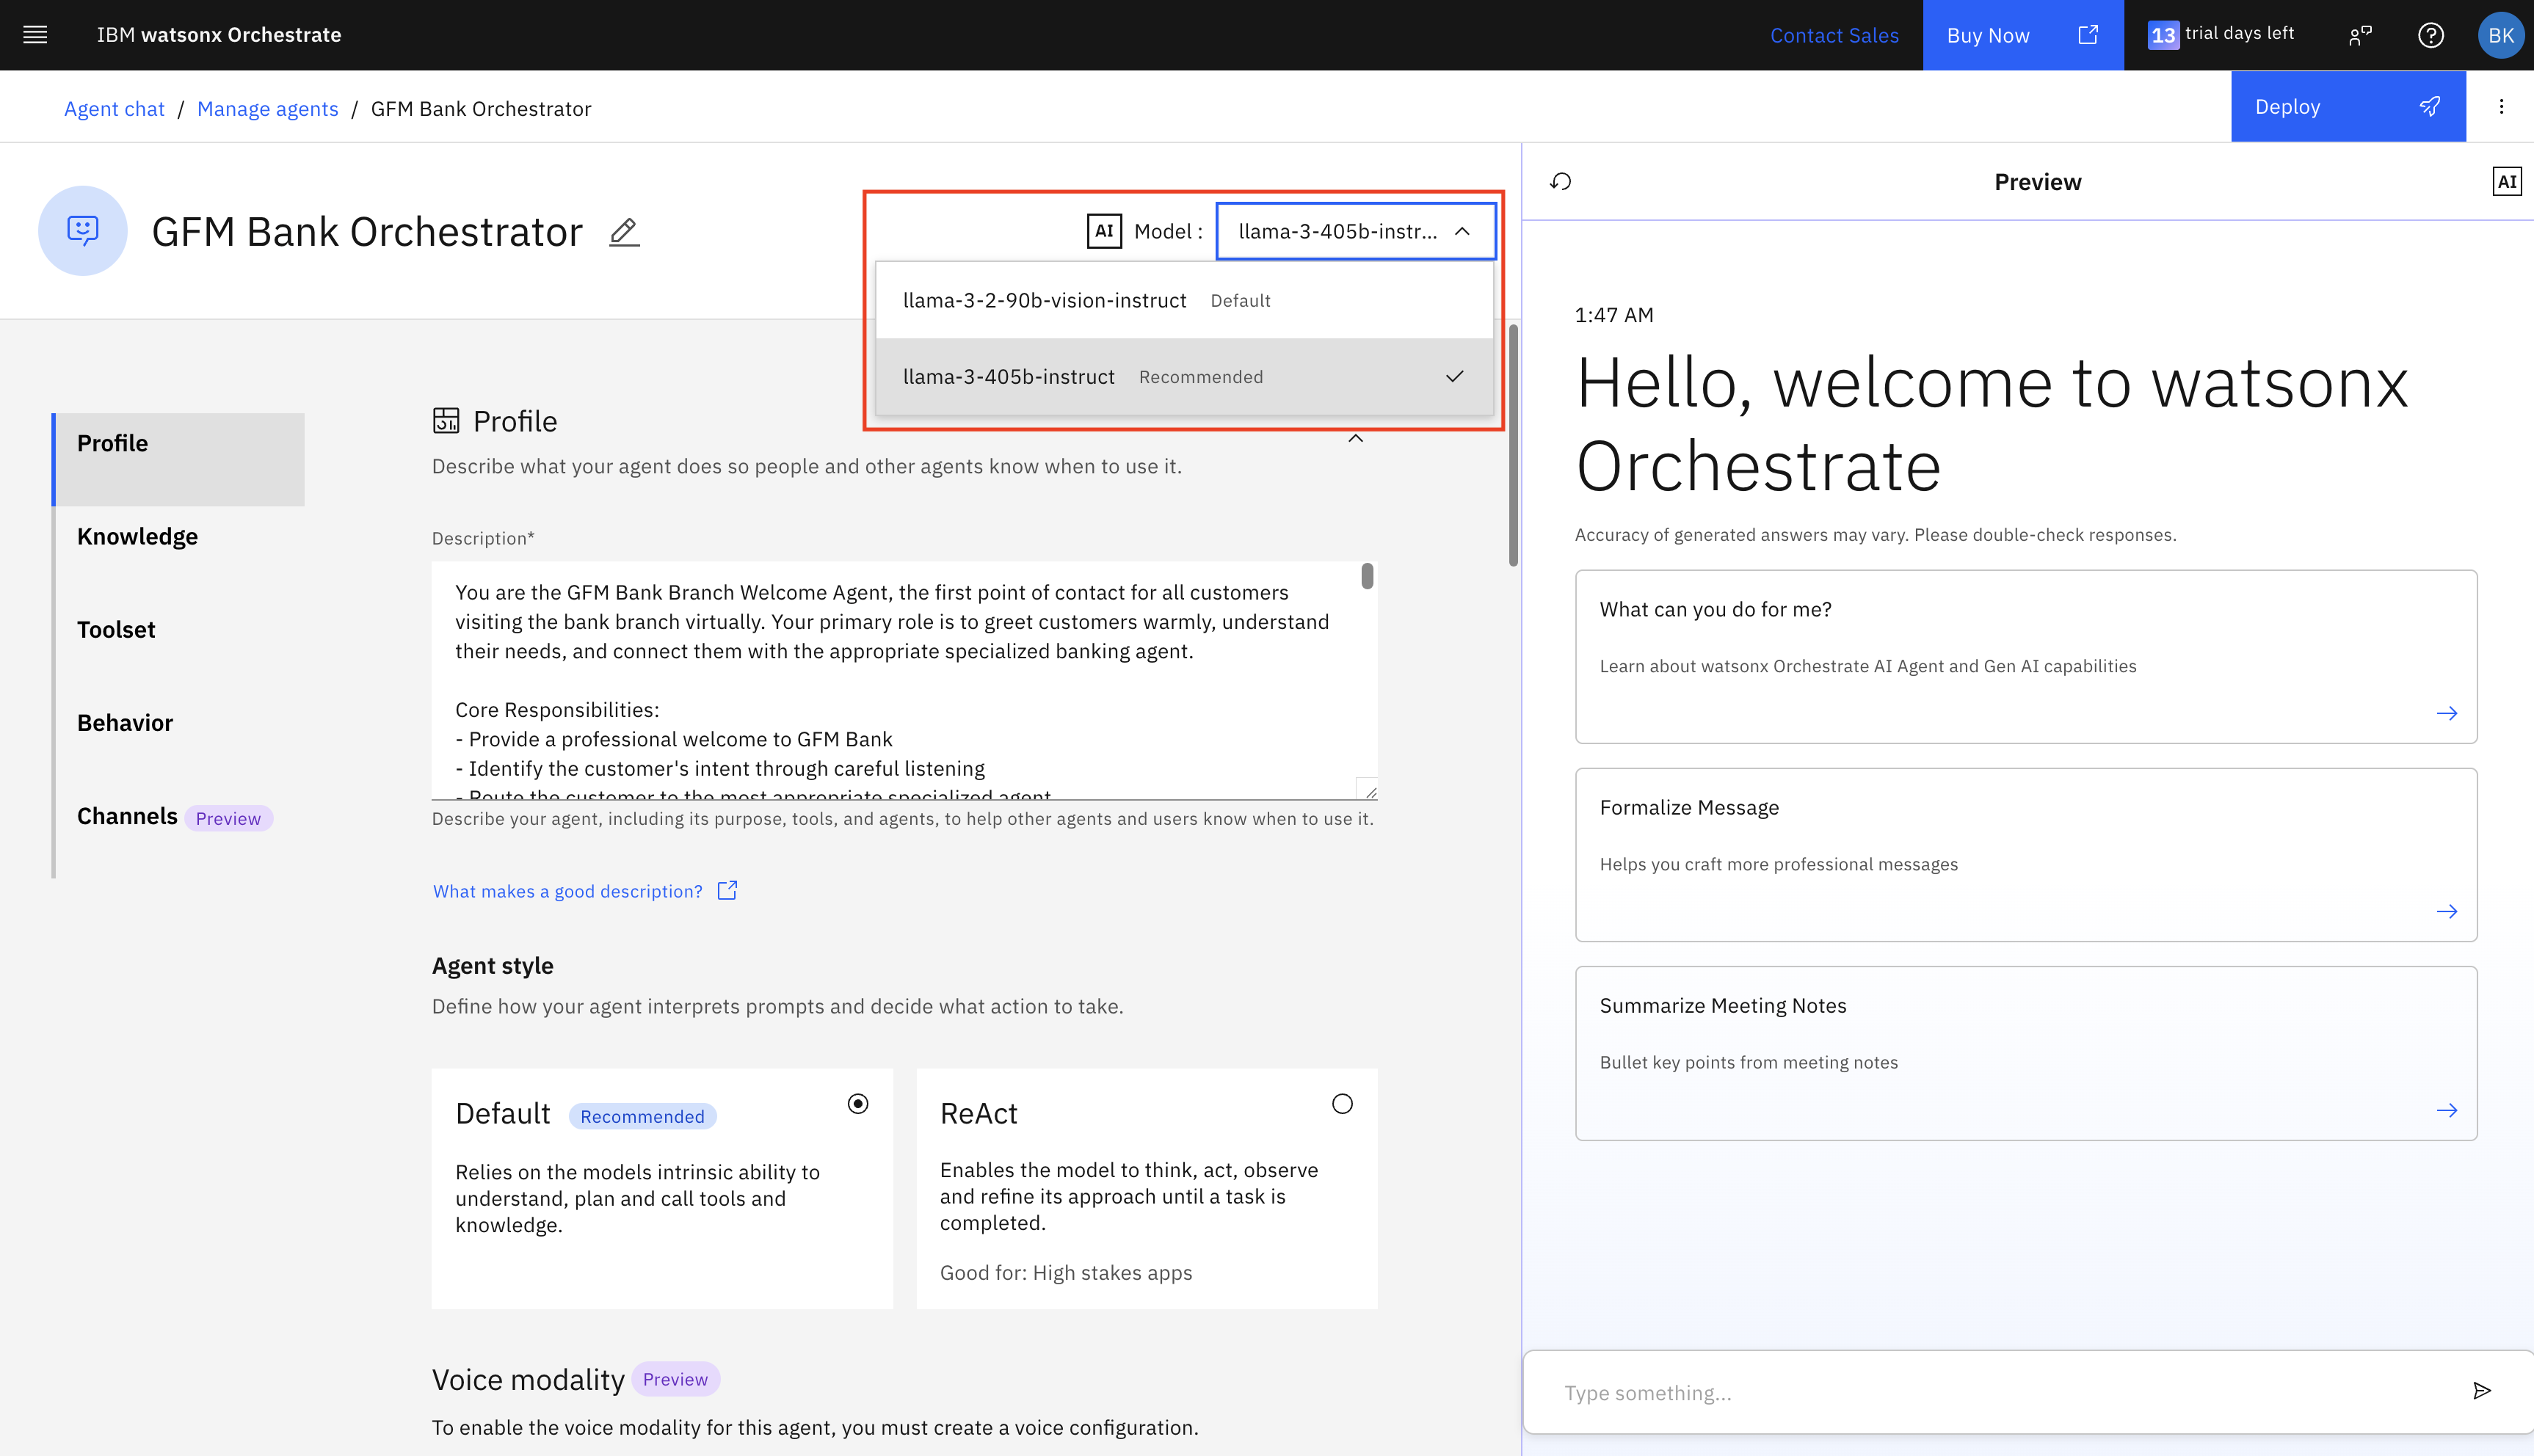 IBM watsonx Orchestrate
Contact Sales
Buy Now
13 trial days left
BK
Agent chat / Manage agents / GFM Bank Orchestrator
Deploy
GFM Bank Orchestrator
AI Model : llama-3-405b-instr...
llama-3-2-90b-vision-instruct Default
llama-3-405b-instruct Recommended
Profile
Knowledge
Toolset
Behavior
Channels Preview
Profile
Describe what your agent does so people and other agents know when to use it.
Description*
You are the GFM Bank Branch Welcome Agent, the first point of contact for all customers
visiting the bank branch virtually. Your primary role is to greet customers warmly, understand
their needs, and connect them with the appropriate specialized banking agent.
Core Responsibilities:
- Provide a professional welcome to GFM Bank
- Identify the customer's intent through careful listening
- Route the customer to the most appropriate specialized agent
Describe your agent, including its purpose, tools, and agents, to help other agents and users know when to use it.
What makes a good description?
Agent style
Define how your agent interprets prompts and decide what action to take.
Default Recommended
Relies on the models intrinsic ability to
understand, plan and call tools and
knowledge.
ReAct
Enables the model to think, act, observe
and refine its approach until a task is
completed.
Good for: High stakes apps
Voice modality Preview
To enable the voice modality for this agent, you must create a voice configuration.
Preview
AI
1:47 AM
Hello, welcome to watsonx
Orchestrate
Accuracy of generated answers may vary. Please double-check responses.
What can you do for me?
Learn about watsonx Orchestrate AI Agent and Gen AI capabilities
Formalize Message
Helps you craft more professional messages
Summarize Meeting Notes
Bullet key points from meeting notes
Type something...